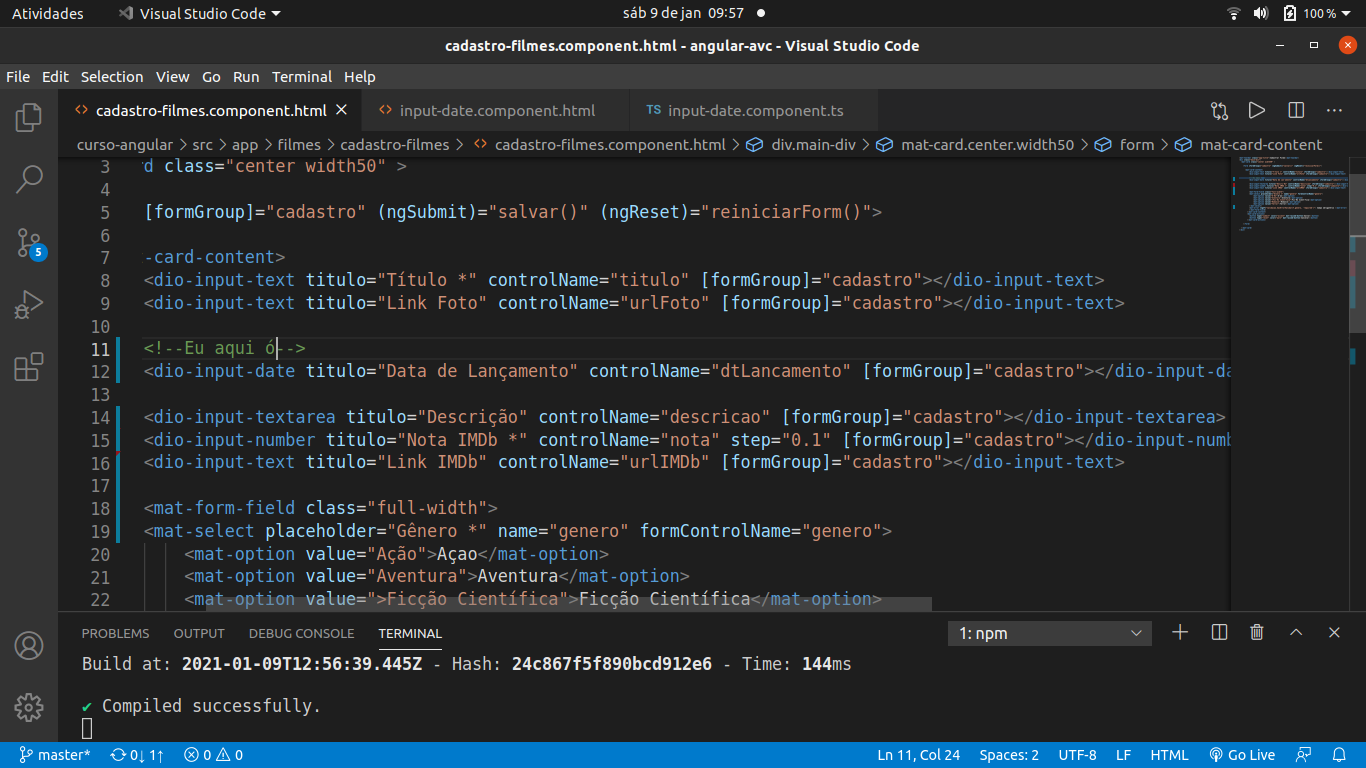 Atividades Visual Studio Code sáb 9 de jan 09:57 100 %
cadastro-filmes.component.html - angular-avc - Visual Studio Code
File Edit Selection View Go Run Terminal Help
cadastro-filmes.component.html input-date.component.html TS input-date.component.ts
curso-angular > src > app > filmes > cadastro-filmes > cadastro-filmes.component.html > div.main-div > mat-card.center.width50 > form > mat-card-content
3 d class="center width50" >
4
5 [formGroup]="cadastro" (ngSubmit)="salvar()" (ngReset)="reiniciarForm()">
6
7 -card-content>
8 <dio-input-text titulo="Título *" controlName="titulo" [formGroup]="cadastro"></dio-input-text>
9 <dio-input-text titulo="Link Foto" controlName="urlFoto" [formGroup]="cadastro"></dio-input-text>
10
11 <!--Eu aqui ó-->
12 <dio-input-date titulo="Data de Lançamento" controlName="dtLancamento" [formGroup]="cadastro"></dio-input-da
13
14 <dio-input-textarea titulo="Descrição" controlName="descricao" [formGroup]="cadastro"></dio-input-textarea>
15 <dio-input-number titulo="Nota IMDb *" controlName="nota" step="0.1" [formGroup]="cadastro"></dio-input-numb
16 <dio-input-text titulo="Link IMDb" controlName="urlIMDb" [formGroup]="cadastro"></dio-input-text>
17
18 <mat-form-field class="full-width">
19 <mat-select placeholder="Gênero *" name="genero" formControlName="genero">
20 <mat-option value="Ação">Açao</mat-option>
21 <mat-option value="Aventura">Aventura</mat-option>
22 <mat-option value=">Ficção Científica">Ficção Científica</mat-option>
5
PROBLEMS OUTPUT DEBUG CONSOLE TERMINAL 1: npm
Build at: 2021-01-09T12:56:39.445Z - Hash: 24c867f5f890bcd912e6 - Time: 144ms
✔ Compiled successfully.
master* 0↓ 1↑ 0 0 Ln 11, Col 24 Spaces: 2 UTF-8 LF HTML Go Live